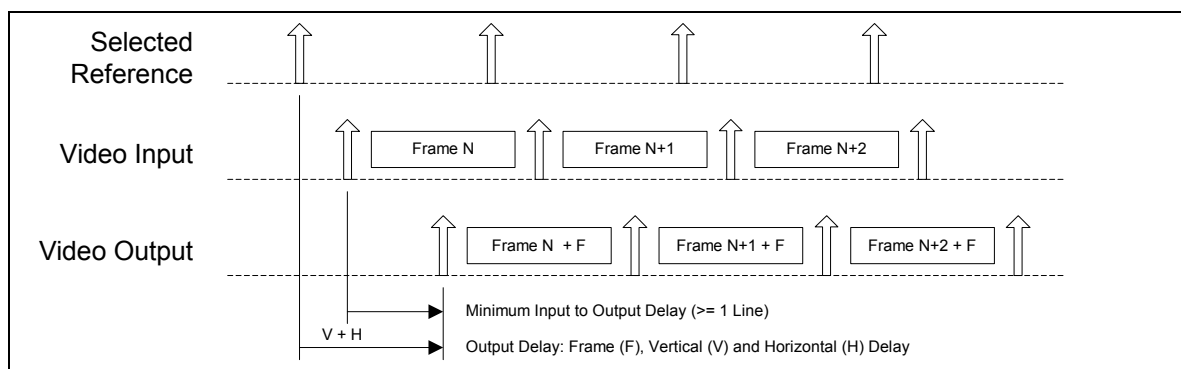 Selected
Reference
Video Input
Frame N
Frame N+1
Frame N+2
Video Output
Frame N + F
Frame N+1 + F
Frame N+2 + F
Minimum Input to Output Delay (>= 1 Line)
V + H
Output Delay: Frame (F), Vertical (V) and Horizontal (H) Delay